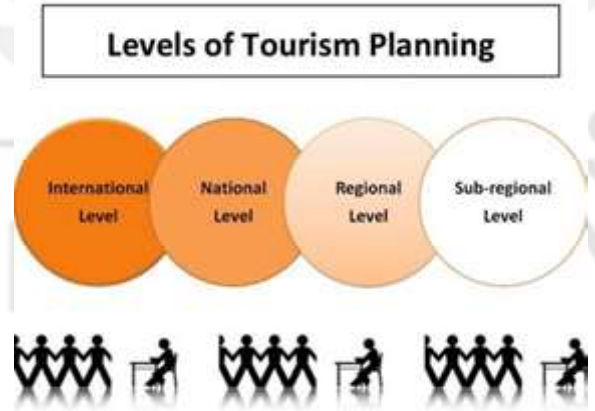 Levels of Tourism Planning
International
Level
National
Level
Regional
Level
Sub-regional
Level